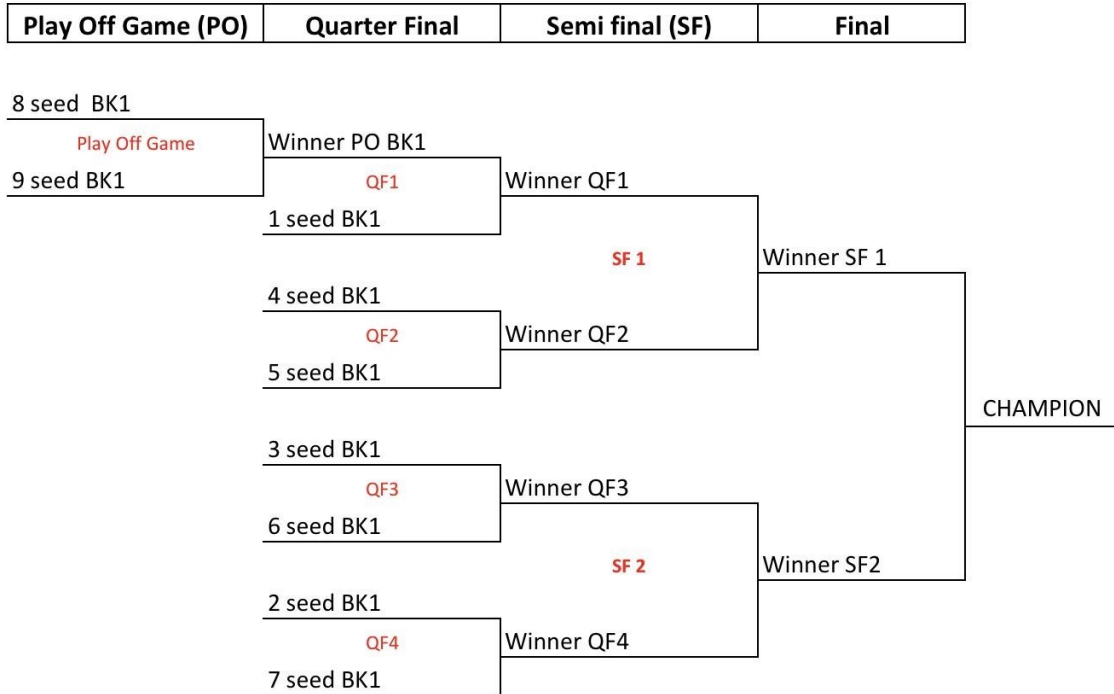 Play Off Game (PO) Quarter Final Semi final (SF) Final
8 seed BK1
Play Off Game
Winner PO BK1
9 seed BK1
QF1
Winner QF1
1 seed BK1
SF 1
Winner SF 1
4 seed BK1
QF2
Winner QF2
5 seed BK1
CHAMPION
3 seed BK1
QF3
Winner QF3
6 seed BK1
SF 2
Winner SF2
2 seed BK1
QF4
Winner QF4
7 seed BK1